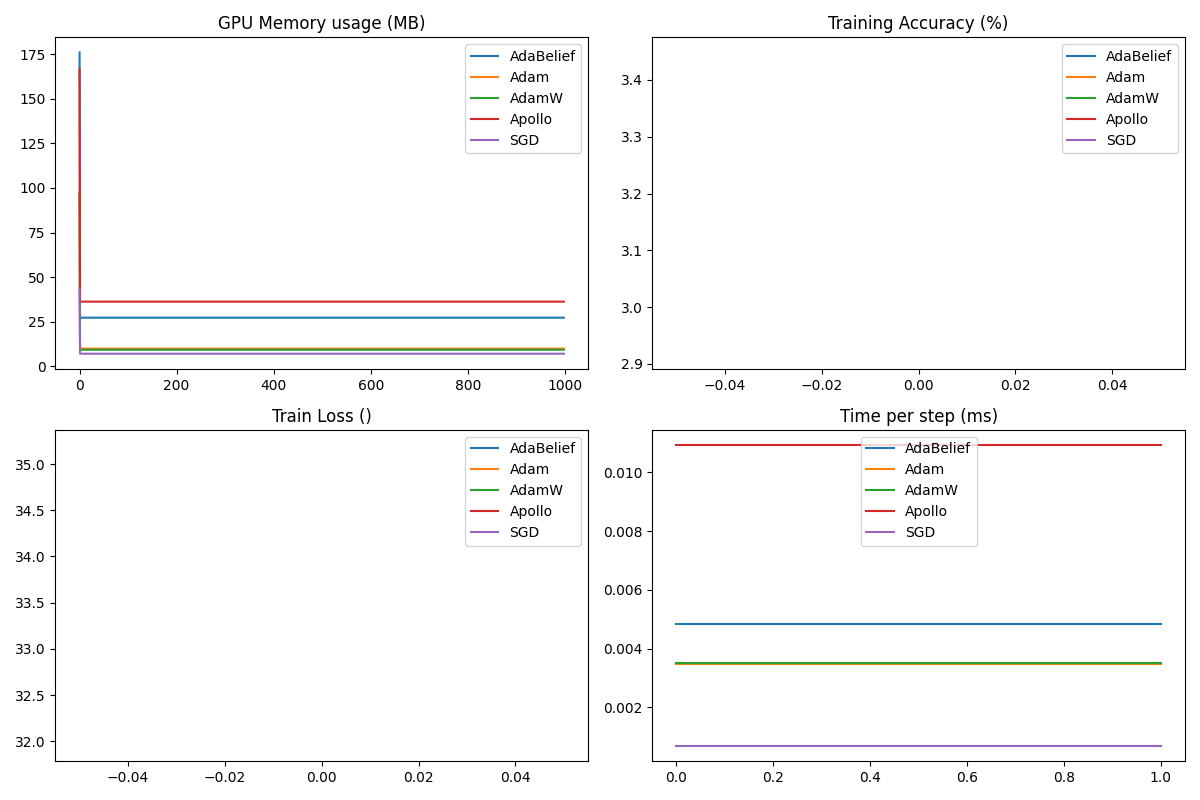 GPU Memory usage (MB)
175
150
125
100
75
50
25
0
0 200 400 600 800 1000
AdaBelief
Adam
AdamW
Apollo
SGD
Training Accuracy (%)
3.4
3.3
3.2
3.1
3.0
2.9
−0.04 −0.02 0.00 0.02 0.04
AdaBelief
Adam
AdamW
Apollo
SGD
Train Loss ()
35.0
34.5
34.0
33.5
33.0
32.5
32.0
−0.04 −0.02 0.00 0.02 0.04
AdaBelief
Adam
AdamW
Apollo
SGD
Time per step (ms)
0.010
0.008
0.006
0.004
0.002
0.0 0.2 0.4 0.6 0.8 1.0
AdaBelief
Adam
AdamW
Apollo
SGD